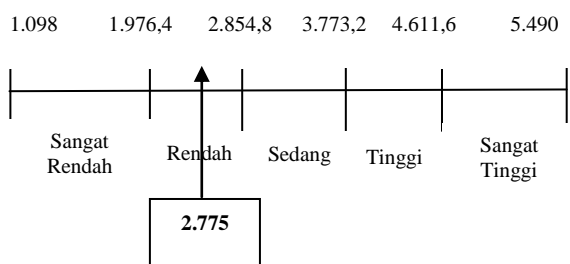 1.098 1.976,4 2.854,8 3.773,2 4.611,6 5.490
Sangat Rendah
Rendah
Sedang
Tinggi
Sangat Tinggi
2.775